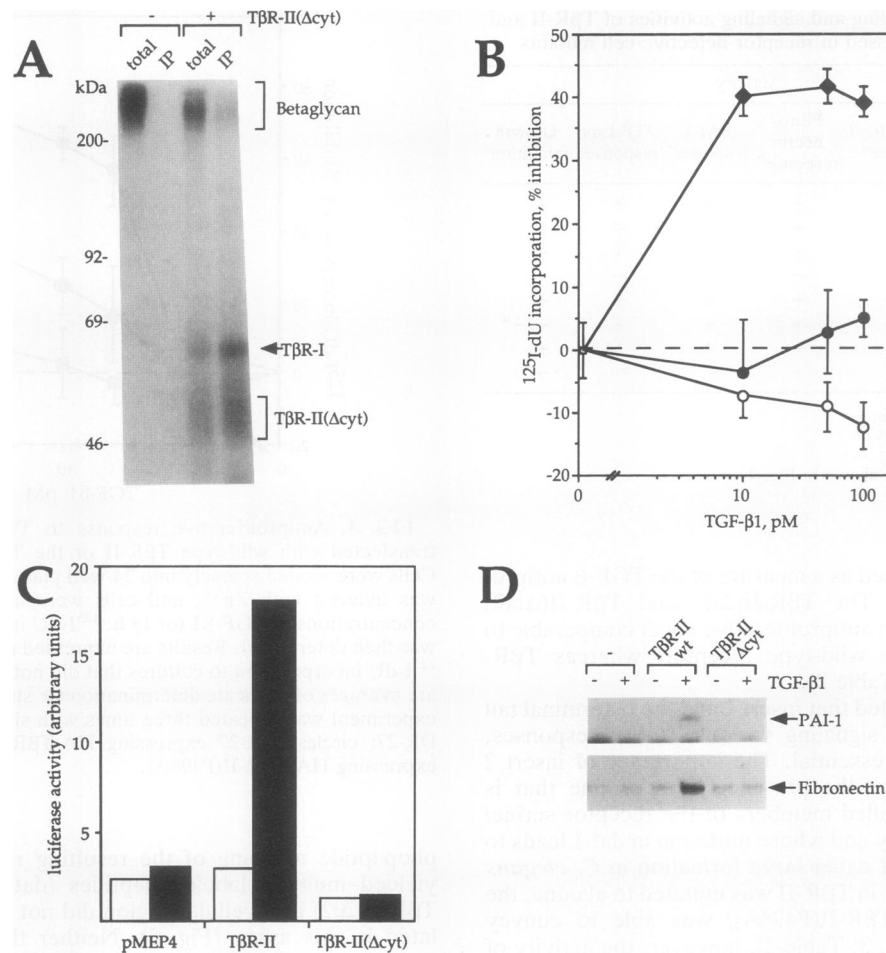 A
- + TβR-II(Δcyt)
total IP total IP
kDa
200-
92-
69-
46-
Betaglycan
TβR-I
TβR-II(Δcyt)
B
125I-dU incorporation, % inhibition
50
40
30
20
10
0
-10
-20
0 10 100
TGF-β1, pM
C
luciferase activity (arbitrary units)
20
15
10
5
pMEP4 TβR-II TβR-II(Δcyt)
D
- TβR-II wt TβR-II Δcyt
- + - + - + TGF-β1
PAI-1
Fibronectin